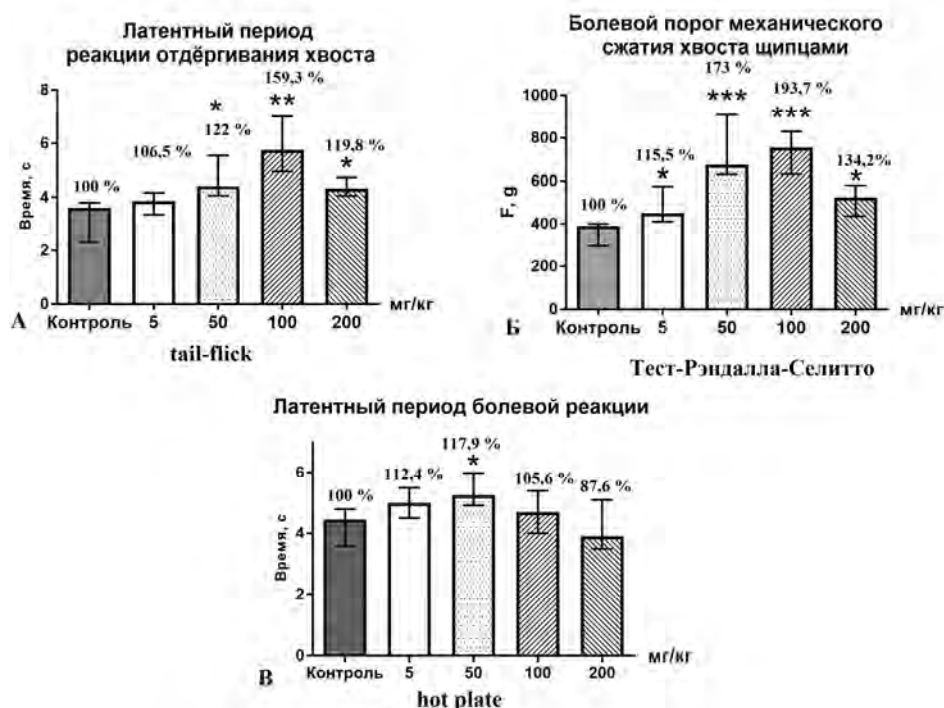 Латентный период
реакции отдёргивания хвоста
159,3 %
*
**
122 %
119,8 %
106,5 %
*
100 %
Время, с
8
6
4
2
0
А
Контроль 5 50 100 200 мг/кг
tail-flick
Болевой порог механического
сжатия хвоста щипцами
173 %
193,7 %
***
***
115,5 %
134,2%
*
*
100 %
F, g
1000
800
600
400
200
0
Б
Контроль 5 50 100 200 мг/кг
Тест-Рэндалла-Селитто
Латентный период болевой реакции
117,9 %
*
112,4 %
105,6 %
87,6 %
100 %
Время, с
6
4
2
0
В
Контроль 5 50 100 200 мг/кг
hot plate